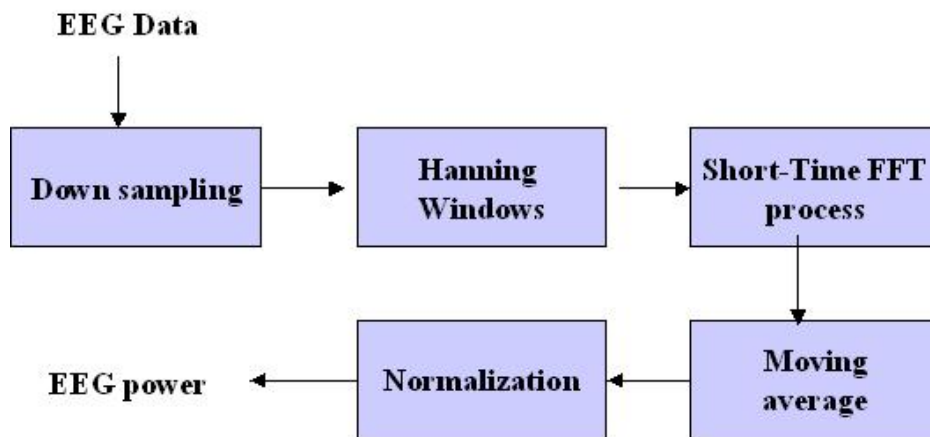 EEG Data
Down sampling
Hanning
Windows
Short-Time FFT
process
Moving
average
Normalization
EEG power